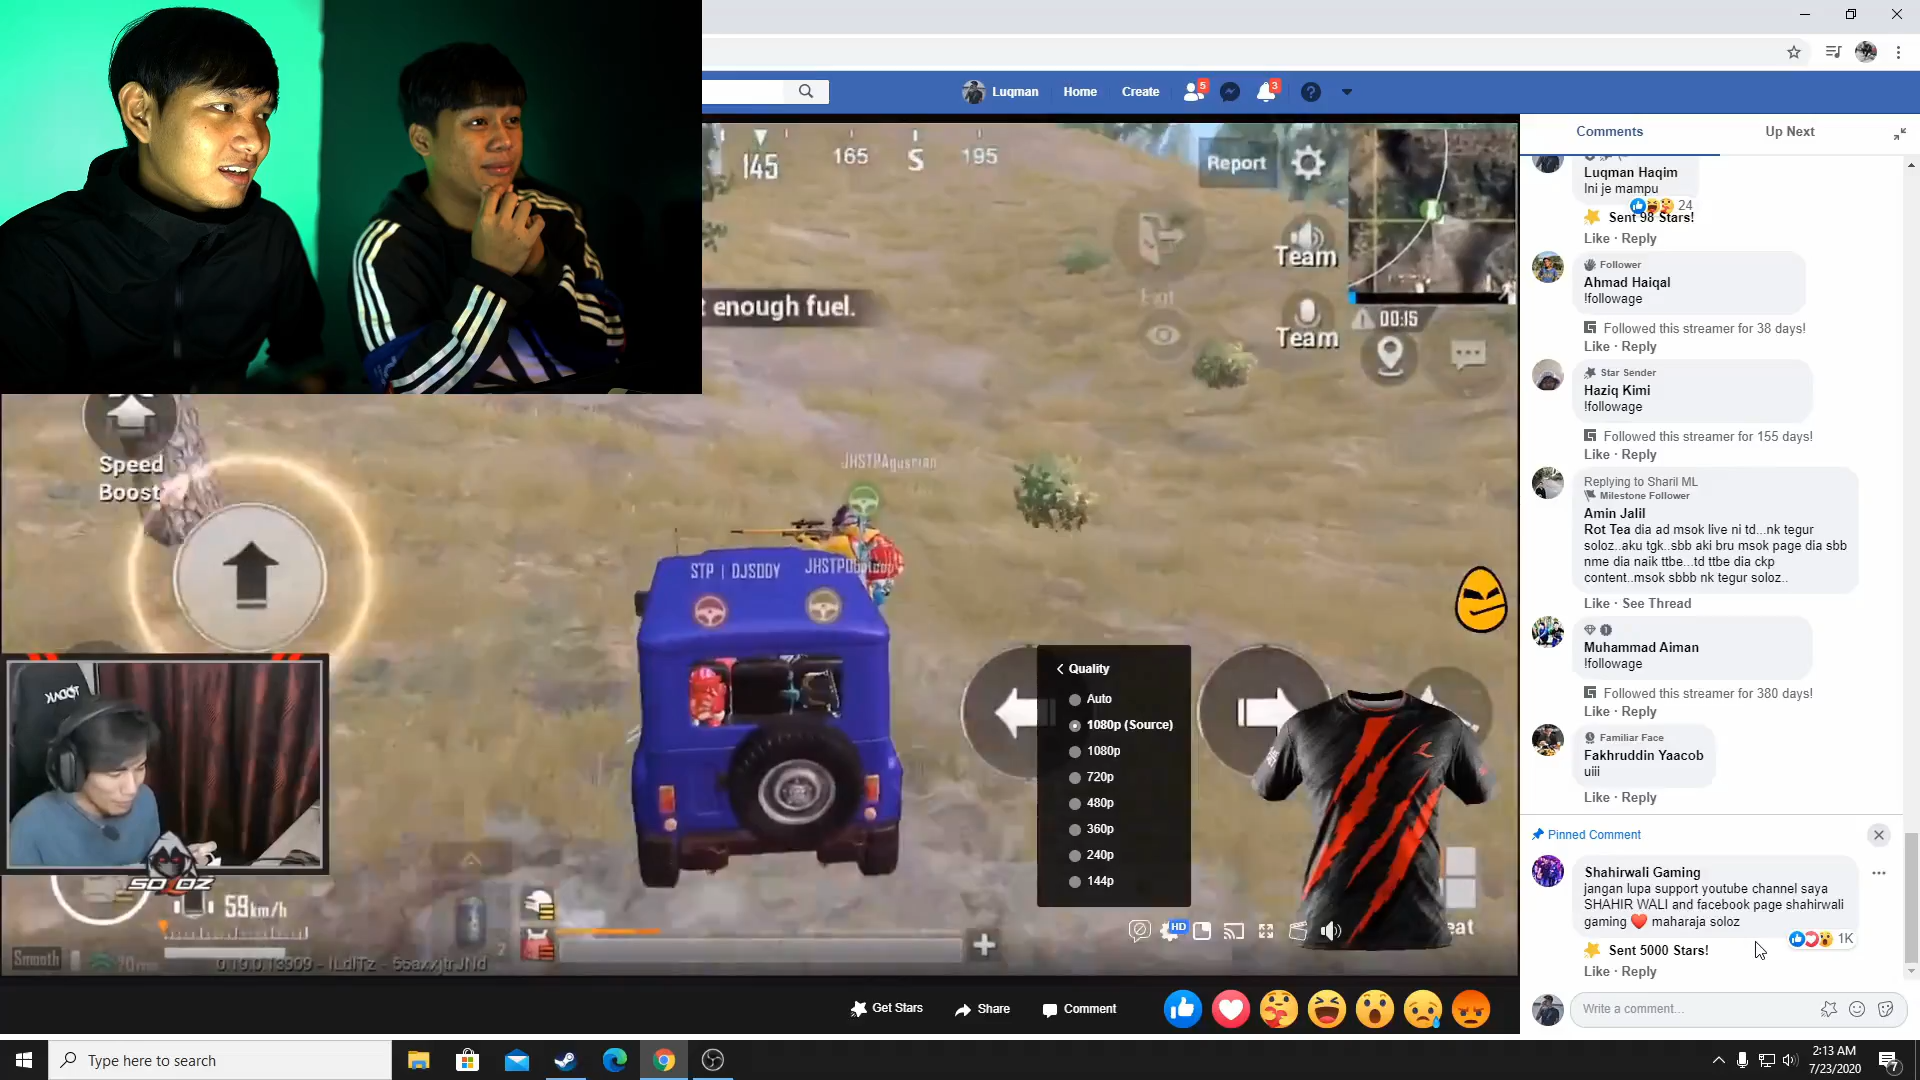 Luqman
Home
Create
5
3
Comments
Up Next
145
165
S
195
Report
Team
Team
t enough fuel.
Exit
00:15
Speed
Boost
STP | DJSDDY
SOLOZ
59km/h
Smooth
2
Quality
Auto
1080p (Source)
1080p
720p
480p
360p
240p
144p
HD
eat
Get Stars
Share
Comment
Luqman Haqim
Ini je mampu
24
Sent 98 Stars!
Like · Reply
Follower
Ahmad Haiqal
!followage
Followed this streamer for 38 days!
Like · Reply
Star Sender
Haziq Kimi
!followage
Followed this streamer for 155 days!
Like · Reply
Replying to Sharil ML
Milestone Follower
Amin Jalil
Rot Tea dia ad msok live ni td...nk tegur
soloz..aku tgk..sbb aki bru msok page dia sbb
nme dia naik ttbe...td ttbe dia ckp
content..msok sbbb nk tegur soloz..
Like · See Thread
Muhammad Aiman
!followage
Followed this streamer for 380 days!
Like · Reply
Familiar Face
Fakhruddin Yaacob
uiii
Like · Reply
Pinned Comment
Shahirwali Gaming
jangan lupa support youtube channel saya
SHAHIR WALI and facebook page shahirwali
gaming ❤️ maharaja soloz
1K
Sent 5000 Stars!
Like · Reply
Write a comment...
Type here to search
2:13 AM
7/23/2020
7